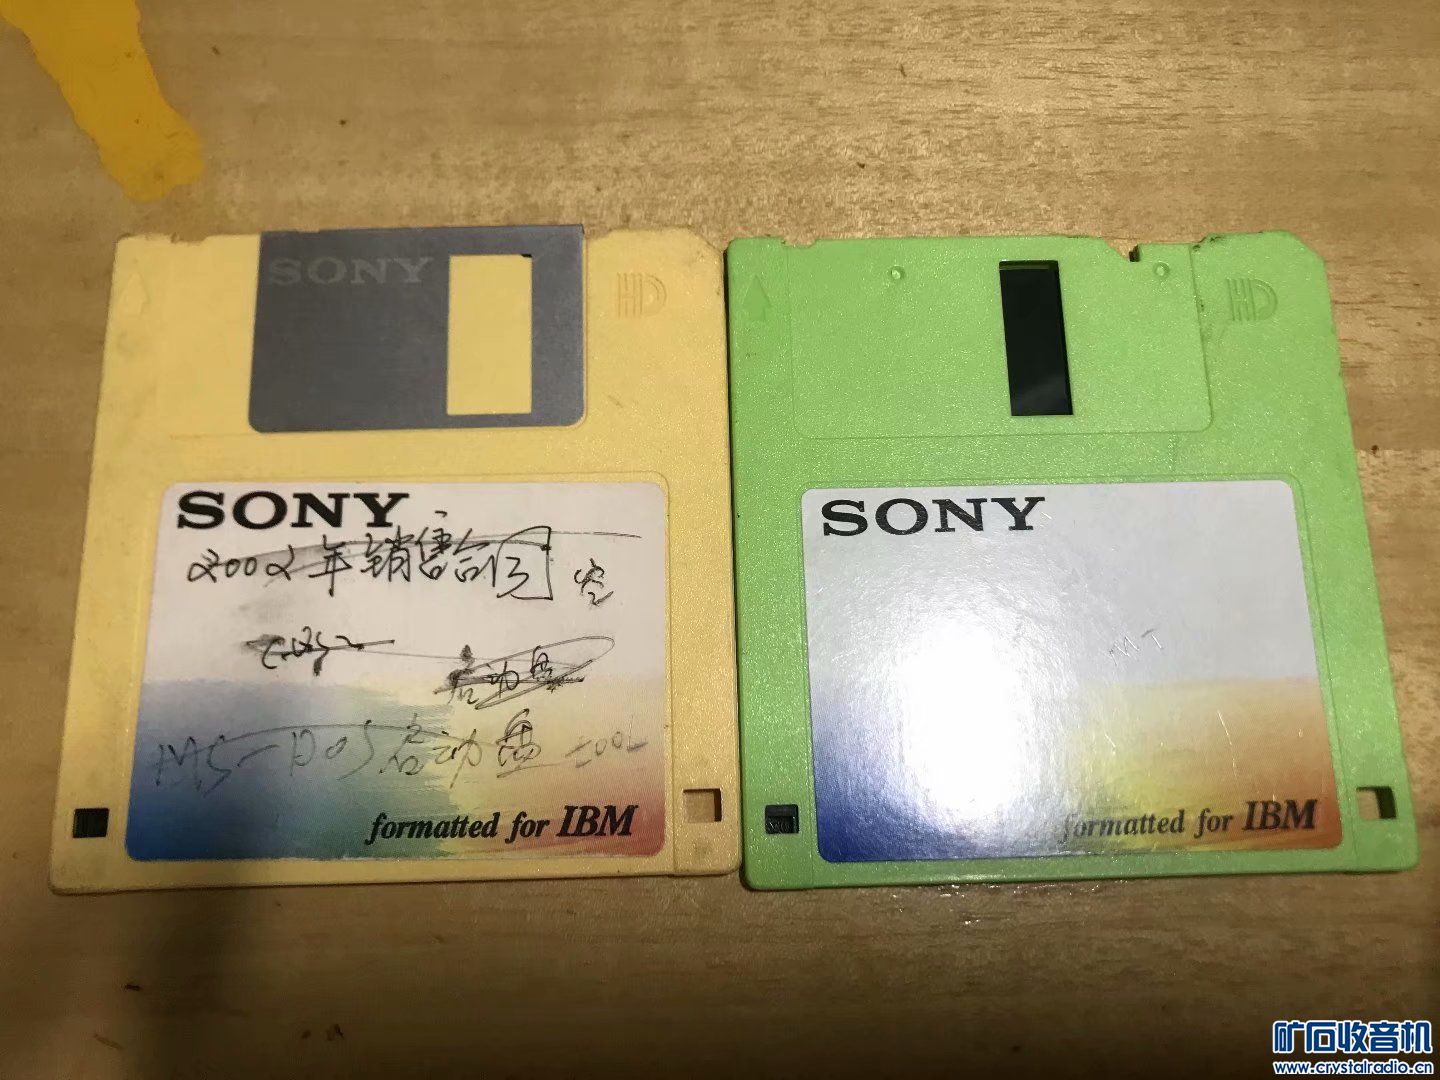 SONY
HD
SONY
2002年销售合同
启动盘
MS-DOS启动盘 2002
formatted for IBM
HD
SONY
formatted for IBM
矿石收音机
www.crystalradio.cn